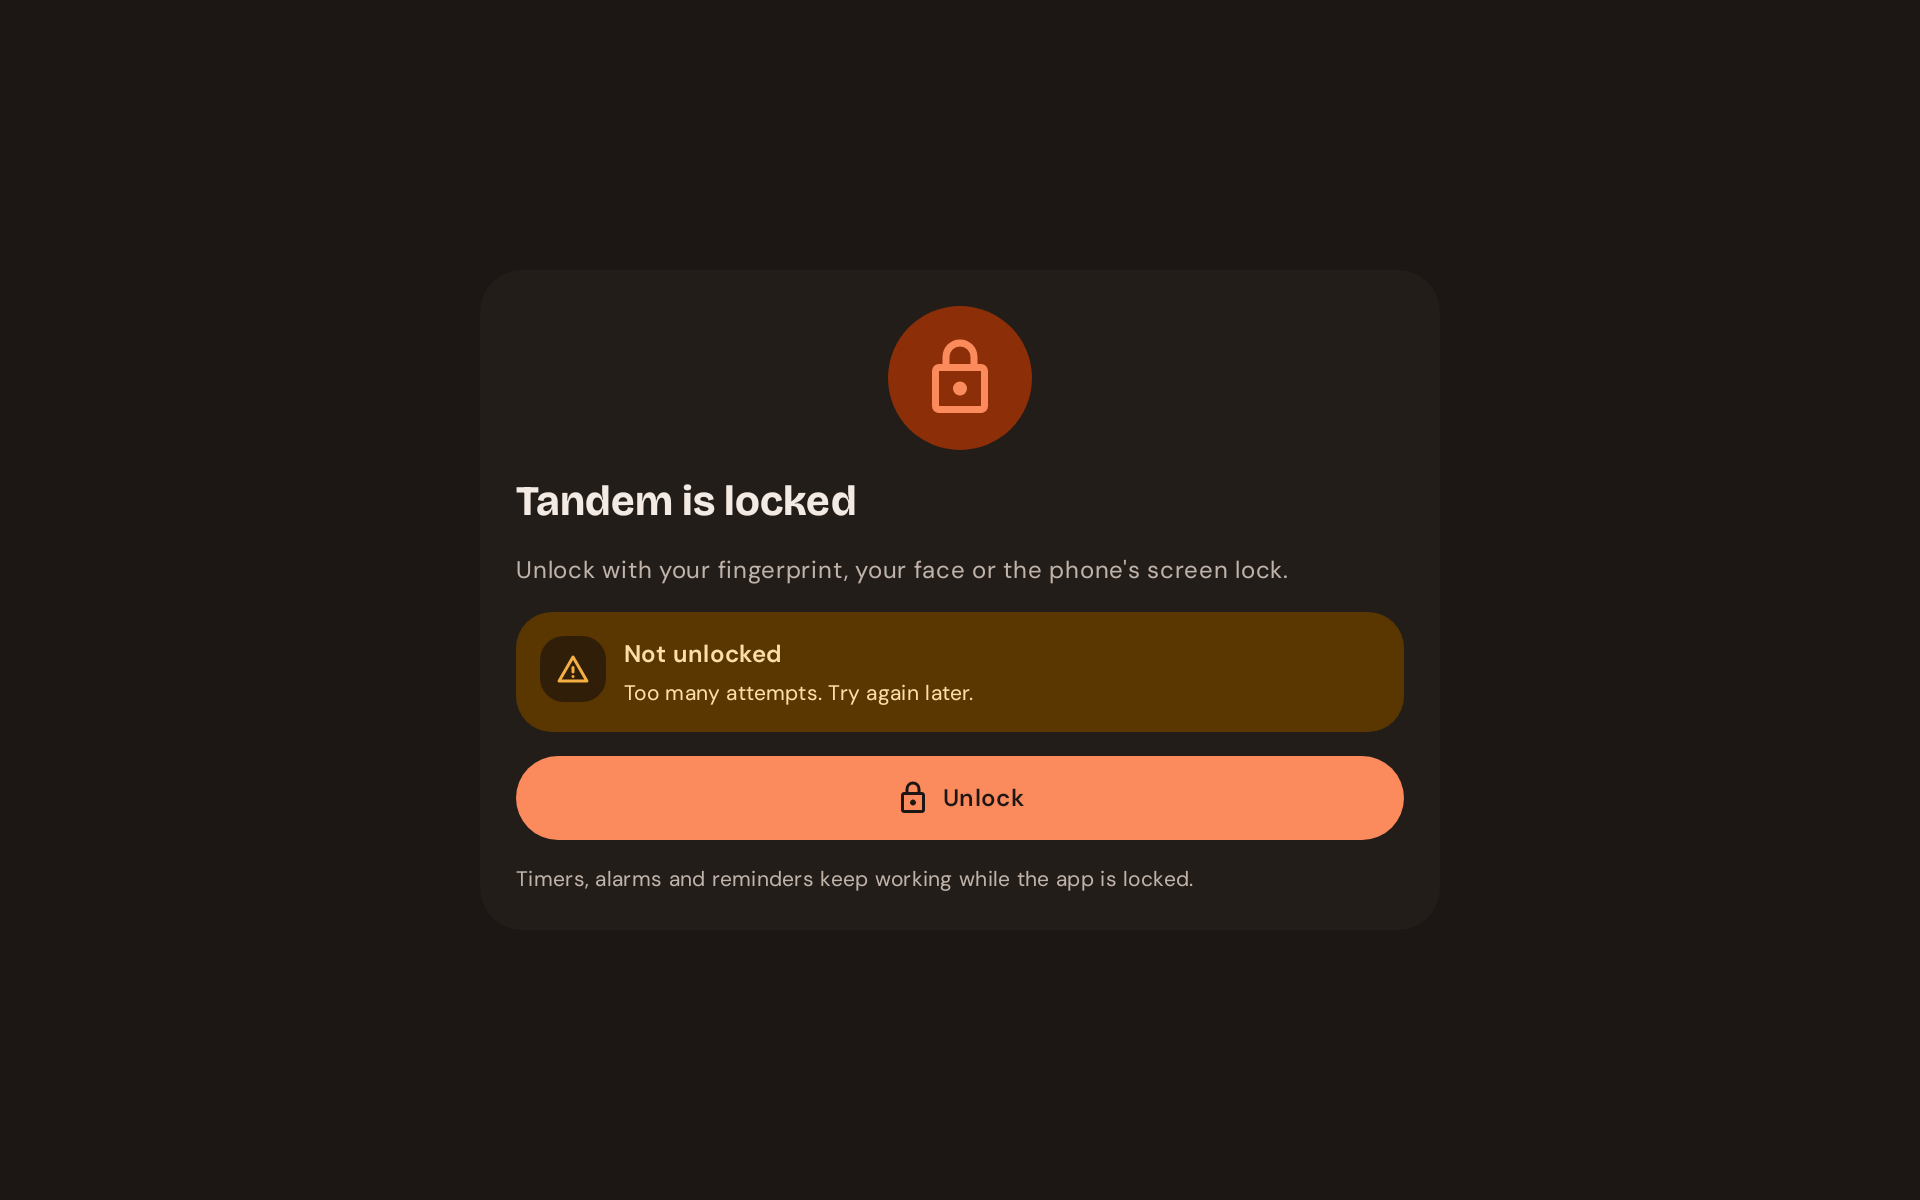 Tandem is locked
Unlock with your fingerprint, your face or the phone's screen lock.
Not unlocked
Too many attempts. Try again later.
Unlock
Timers, alarms and reminders keep working while the app is locked.